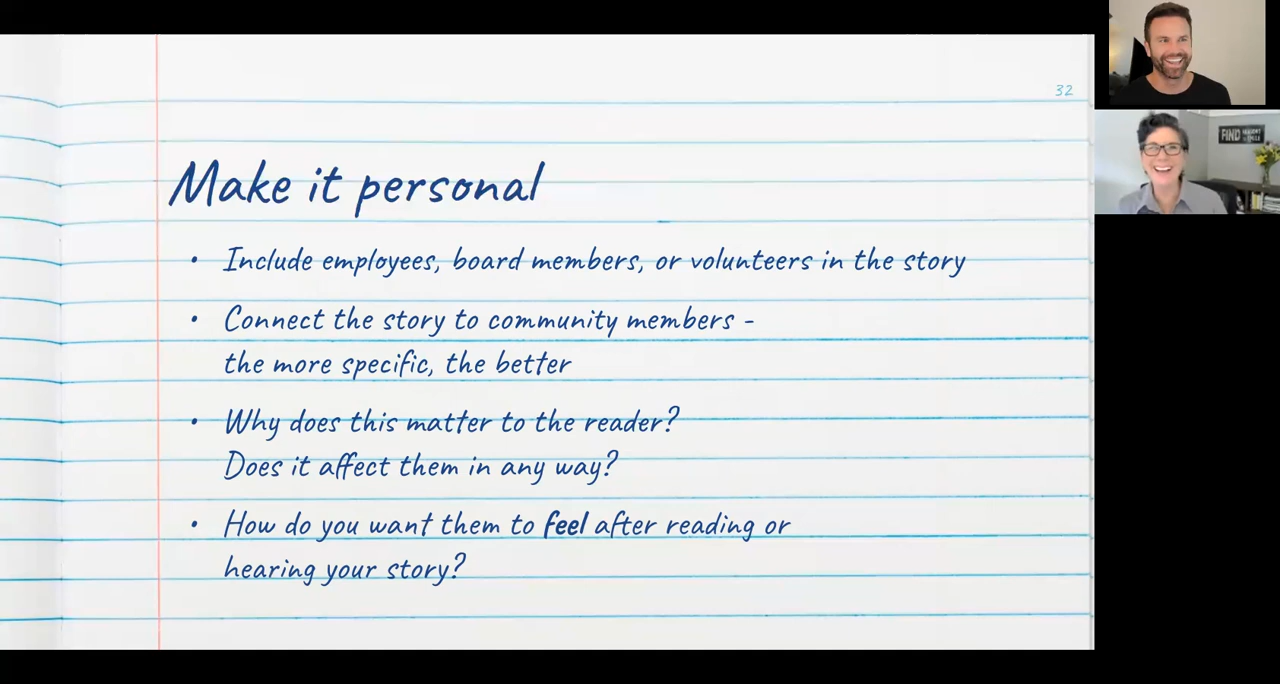 32
Make it personal
• Include employees, board members, or volunteers in the story
• Connect the story to community members -
the more specific, the better
• Why does this matter to the reader?
Does it affect them in any way?
• How do you want them to feel after reading or
hearing your story?
FIND